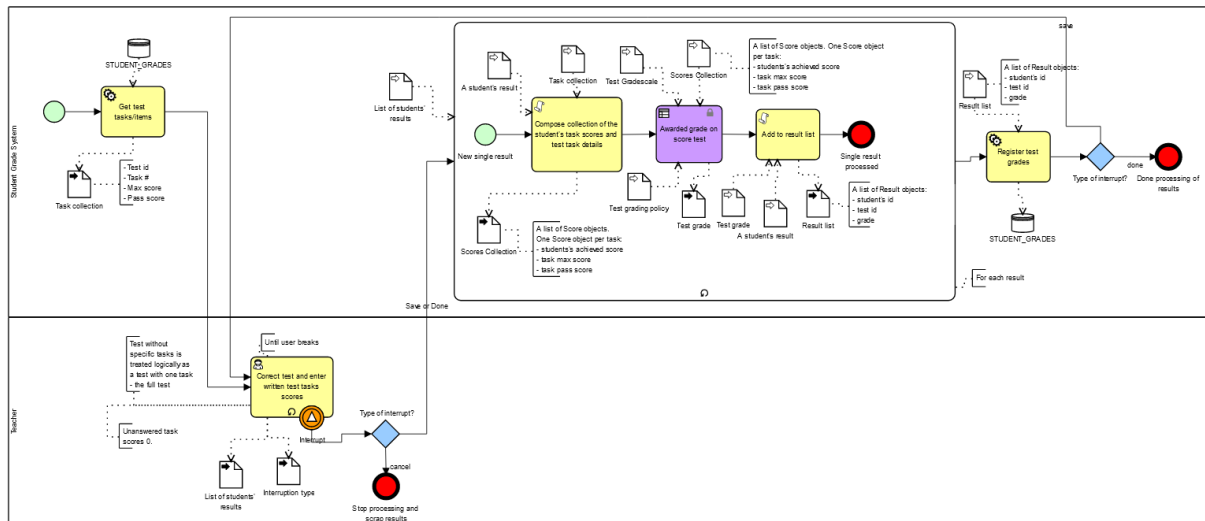 Student Grade System
STUDENT_GRADES
Get test
tasks/items
Task collection
- Test id
- Task #
- Max score
- Pass score
List of students'
results
A student's result
New single result
Task collection
Compose collection of the
student's task scores and
test task details
Scores Collection
A list of Score objects.
One Score object
per task:
- students's achieved score
- task max score
- task pass score
Test Gradescale
Scores Collection
A list of Score objects. One Score object
per task:
- students's achieved score
- task max score
- task pass score
Awarded grade on
score test
Test grading policy
Test grade
Add to result list
Test grade
A student's result
Result list
A list of Result objects:
- student's id
- test id
- grade
Single result
processed
For each result
save
A list of Result objects:
- student's id
- test id
- grade
Result list
Register test
grades
STUDENT_GRADES
Type of interrupt?
done
Done processing of
results
Save or Done
Teacher
Test without
specific tasks is
treated logically as
a test with one task
- the full test
Unanswered task
scores 0.
Until user breaks
Correct test and enter
written test tasks
scores
Interrupt
List of students'
results
Interruption type
Type of interrupt?
cancel
Stop processing and
scrap results